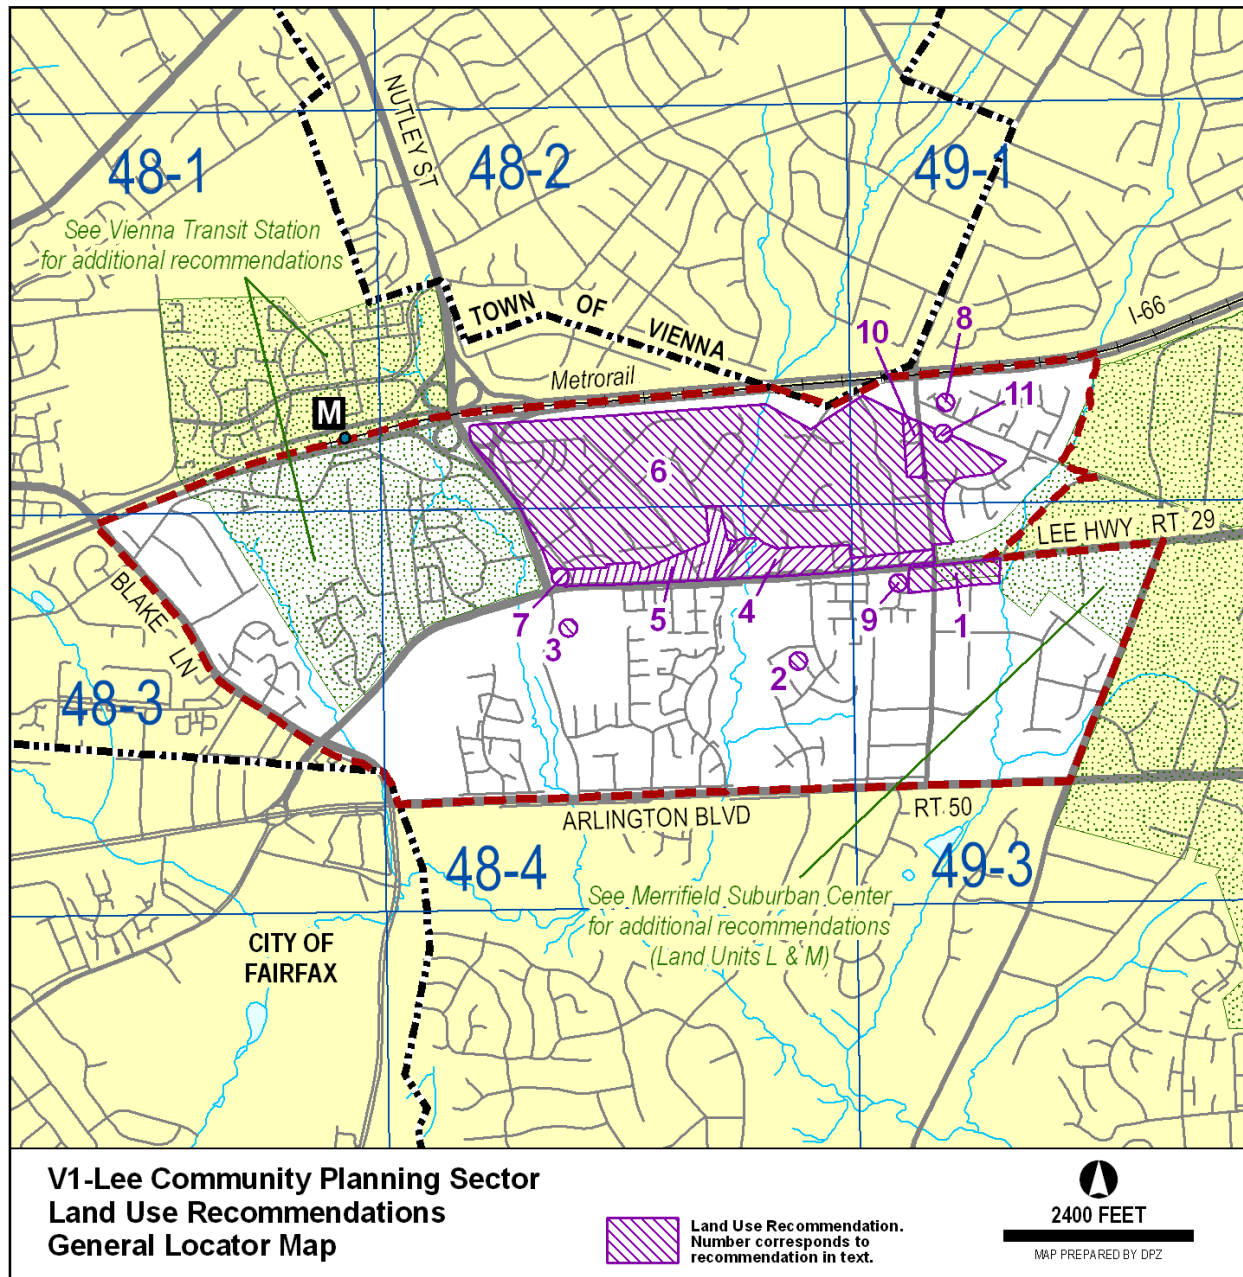 NUTLEY ST
48-1
48-2
49-1
See Vienna Transit Station
for additional recommendations
TOWN OF VIENNA
I-66
10
8
Metrorail
M
11
6
LEE HWY RT 29
BLAKE LN
7
3
5
4
9
1
2
48-3
ARLINGTON BLVD
RT 50
48-4
49-3
See Merrifield Suburban Center
for additional recommendations
(Land Units L & M)
CITY OF
FAIRFAX
V1-Lee Community Planning Sector
Land Use Recommendations
General Locator Map
Land Use Recommendation.
Number corresponds to
recommendation in text.
2400 FEET
MAP PREPARED BY DPZ